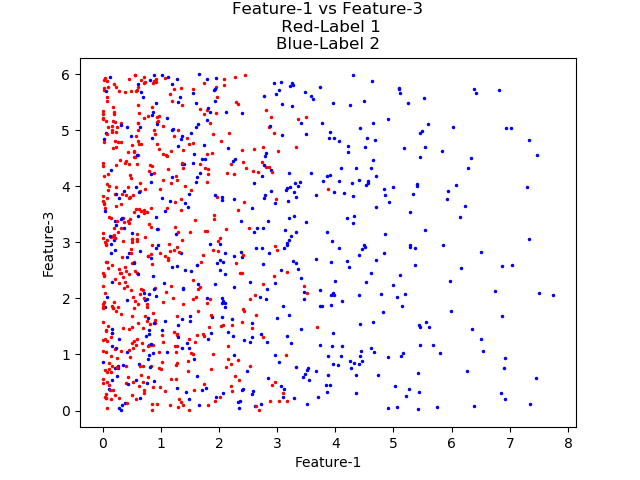 Feature-1 vs Feature-3
Red-Label 1
Blue-Label 2
6
5
4
3
2
1
0
Feature-3
0 1 2 3 4 5 6 7 8
Feature-1